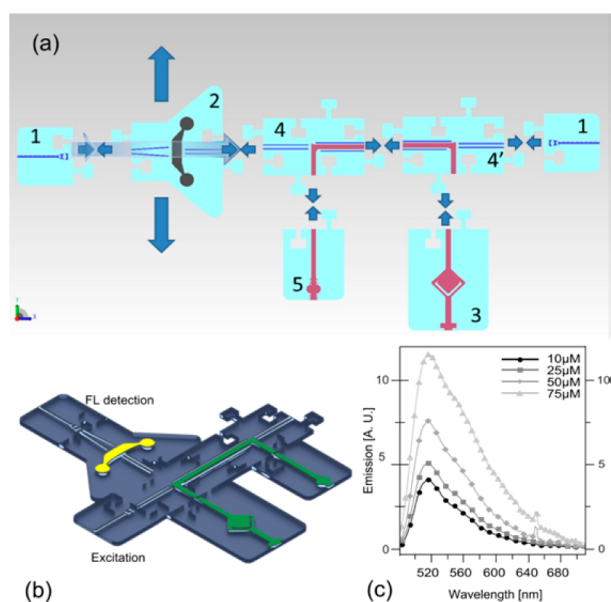 (a)
2
1
4
1
4’
5
3
FL detection
Excitation
(b)
10μM
25μM
50μM
75μM
10
5
0
10
5
0
Emission [A. U.]
520 560 600 640 680
Wavelength [nm]
(c)